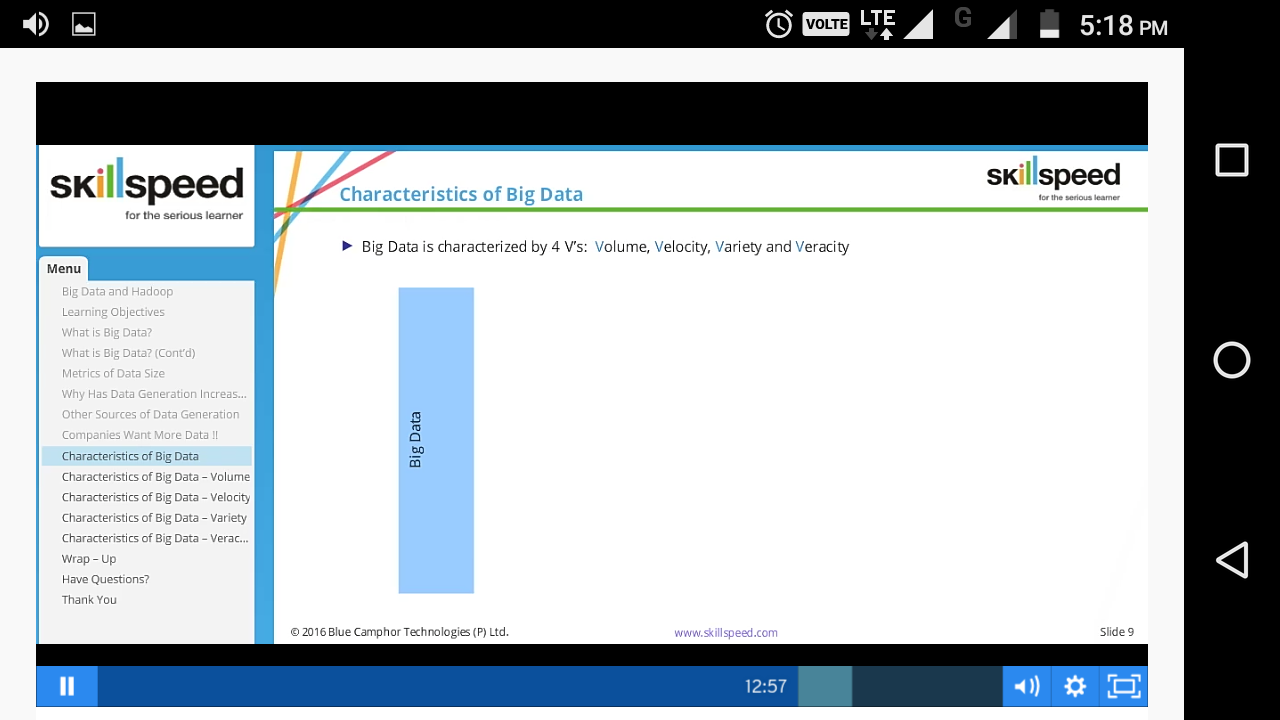 VOLTE LTE G 5:18 PM
skillspeed
for the serious learner
Menu
Big Data and Hadoop
Learning Objectives
What is Big Data?
What is Big Data? (Cont'd)
Metrics of Data Size
Why Has Data Generation Increas...
Other Sources of Data Generation
Companies Want More Data !!
Characteristics of Big Data
Characteristics of Big Data – Volume
Characteristics of Big Data – Velocity
Characteristics of Big Data – Variety
Characteristics of Big Data – Verac...
Wrap – Up
Have Questions?
Thank You
Characteristics of Big Data
skillspeed
for the serious learner
Big Data is characterized by 4 V's: Volume, Velocity, Variety and Veracity
Big Data
© 2016 Blue Camphor Technologies (P) Ltd.
www.skillspeed.com
Slide 9
12:57